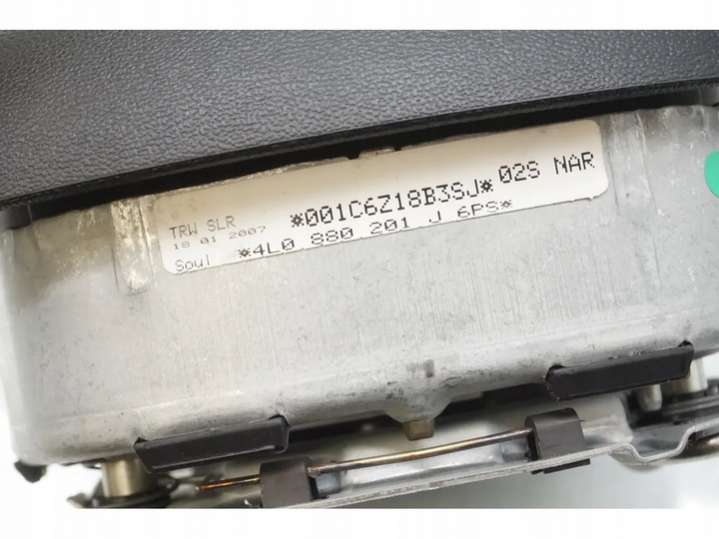 TRW SLR *001C6Z18B3SJ* 02S NAR
18 01 2007
Soul *4L0 880 201 J 6PS*